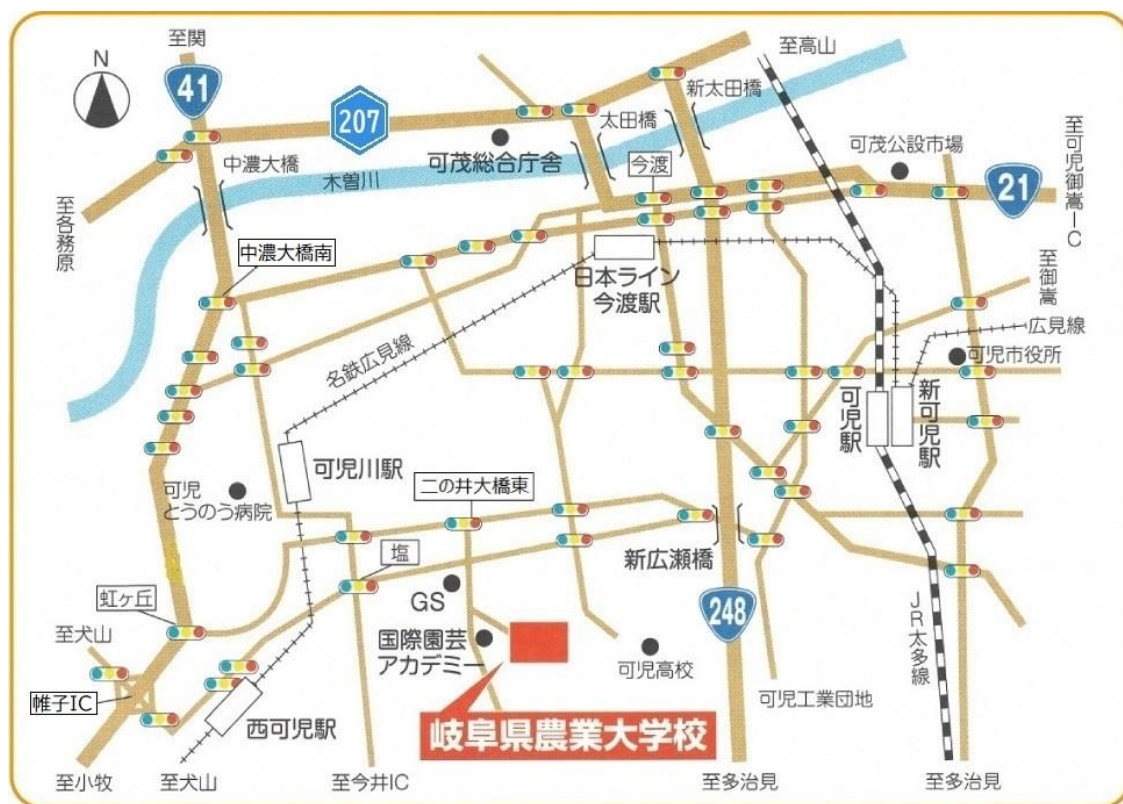 至関
N
41
207
中濃大橋
木曽川
可茂総合庁舎
太田橋
新太田橋
至高山
今渡
可茂公設市場
21
至可児御嵩IC
至各務原
中濃大橋南
日本ライン
今渡駅
至御嵩
広見線
名鉄広見線
可児市役所
可児駅
新可児駅
可児川駅
可児
とうのう病院
二の井大橋東
塩
新広瀬橋
GS
248
虹ヶ丘
至犬山
国際園芸
アカデミー
可児高校
JR太多線
帷子IC
西可児駅
岐阜県農業大学校
可児工業団地
至小牧
至犬山
至今井IC
至多治見
至多治見